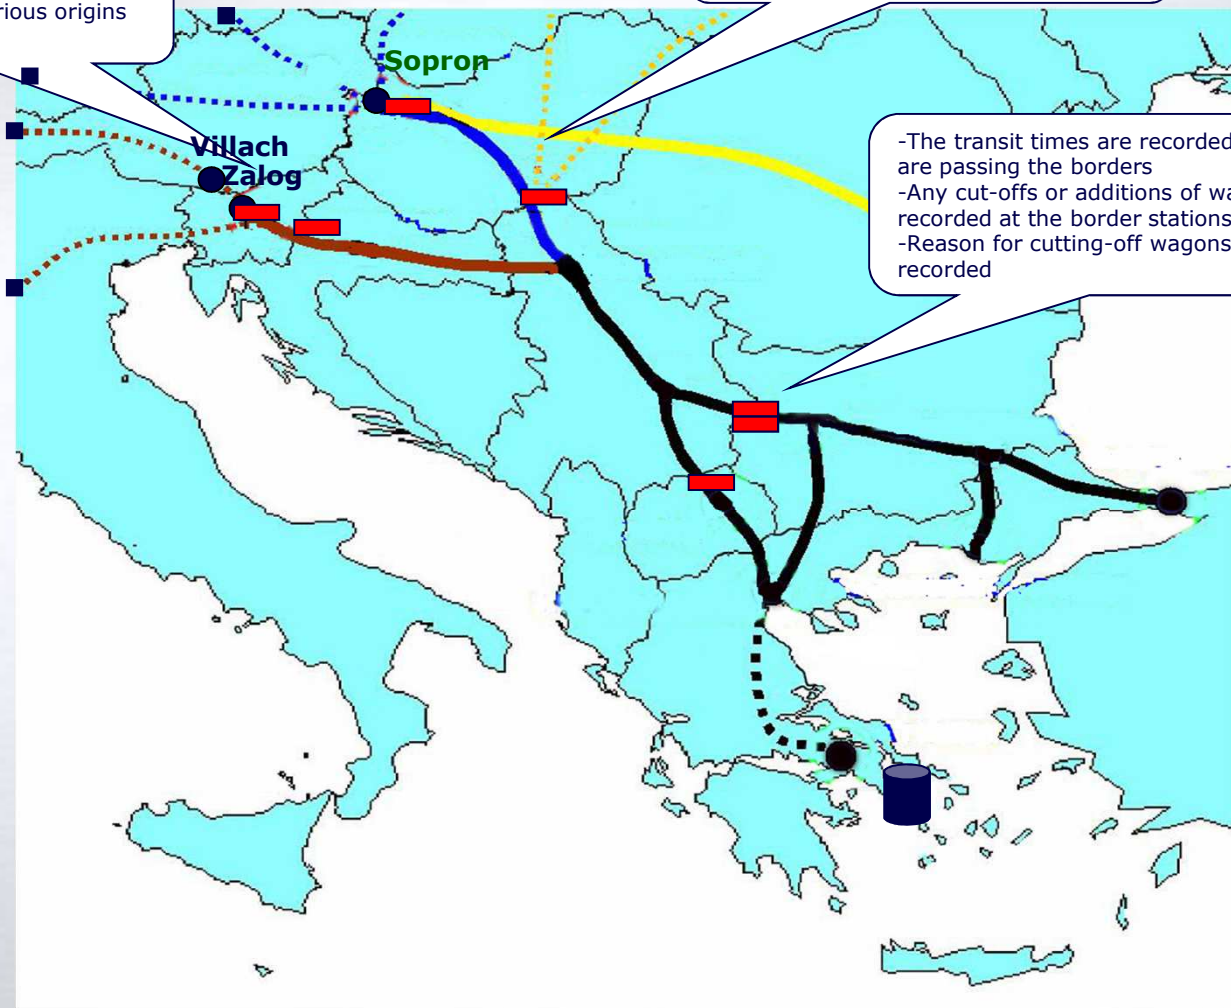 rious origins
Sopron
Villach
Zalog
-The transit times are recorded
are passing the borders
-Any cut-offs or additions of wa
recorded at the border stations
-Reason for cutting-off wagons
recorded